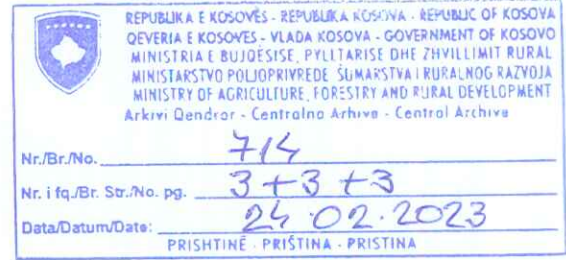 REPUBLIKA E KOSOVËS - REPUBLIKA KOSOVA - REPUBLIC OF KOSOVA
QEVERIA E KOSOVES - VLADA KOSOVA - GOVERNMENT OF KOSOVO
MINISTRIA E BUJQËSISË, PYLLTARISE DHE ZHVILLIMIT RURAL
MINISTARSTVO POLJOPRIVREDE ŠUMARSTVA I RURALNOG RAZVOJA
MINISTRY OF AGRICULTURE, FORESTRY AND RURAL DEVELOPMENT
Arkivi Qendror - Centralna Arhiva - Central Archive
Nr./Br./No. 714
Nr. i fq./Br. Str./No. pg. 3+3+3
Data/Datum/Date: 24.02.2023
PRISHTINË - PRIŠTINA - PRISTINA